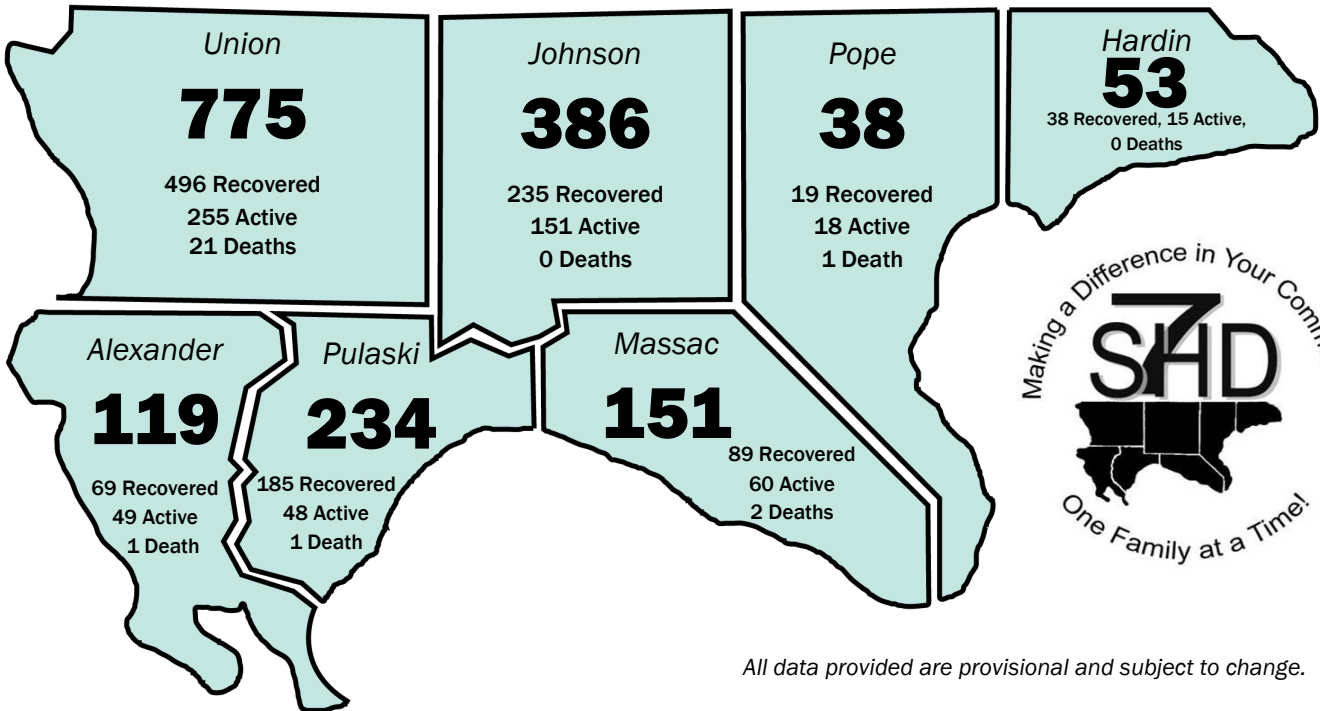 Union
775
496 Recovered
255 Active
21 Deaths
Johnson
386
235 Recovered
151 Active
0 Deaths
Pope
38
19 Recovered
18 Active
1 Death
Hardin
53
38 Recovered, 15 Active,
0 Deaths
Alexander
119
69 Recovered
49 Active
1 Death
Pulaski
234
185 Recovered
48 Active
1 Death
Massac
151
89 Recovered
60 Active
2 Deaths
Making a Difference in Your
S7HD
One Family at a Time!
All data provided are provisional and subject to change.